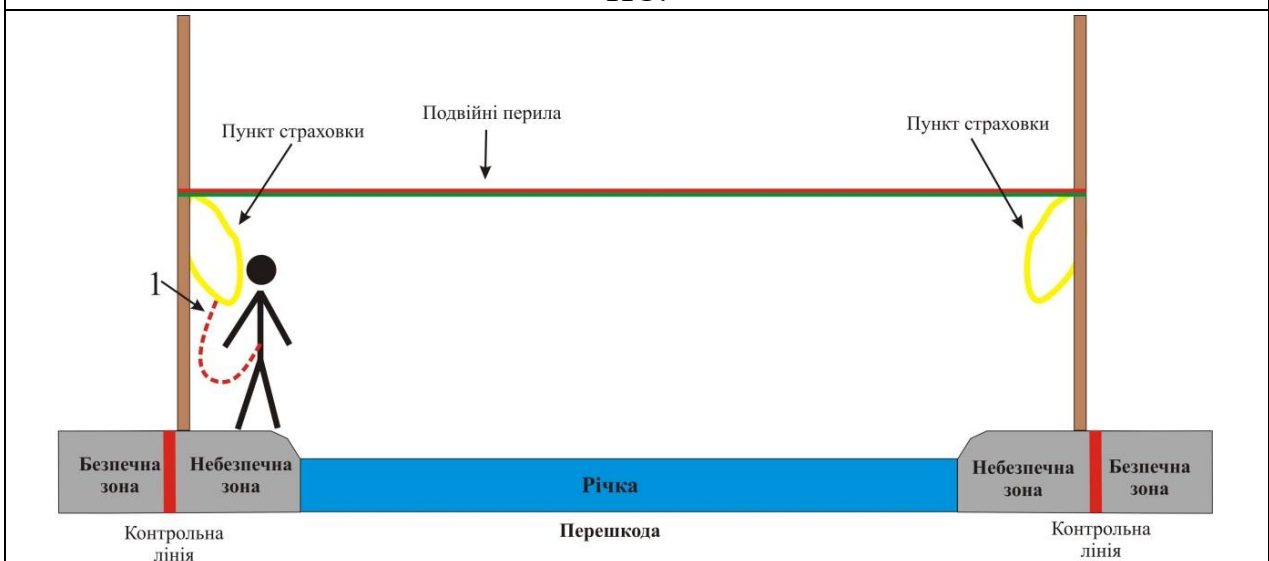 Подвійні перила
Пункт страховки
Пункт страховки
1
Безпечна
зона
Небезпечна
зона
Річка
Небезпечна
зона
Безпечна
зона
Контрольна
лінія
Перешкода
Контрольна
лінія